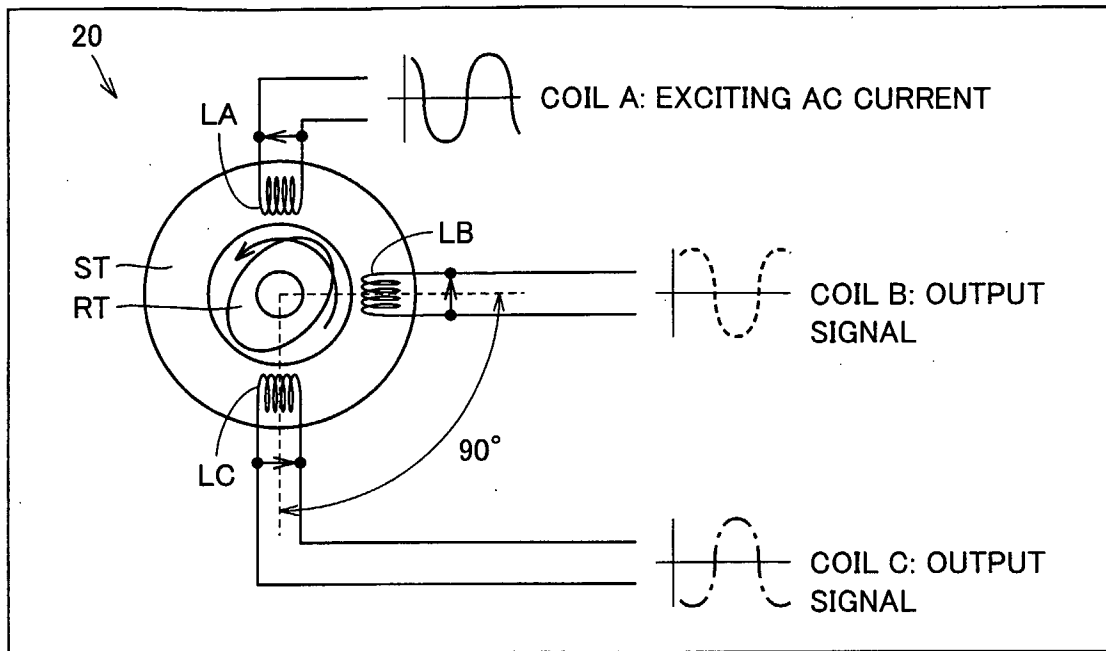 20
COIL A: EXCITING AC CURRENT
LA
LB
ST
RT
COIL B: OUTPUT
SIGNAL
90°
LC
COIL C: OUTPUT
SIGNAL